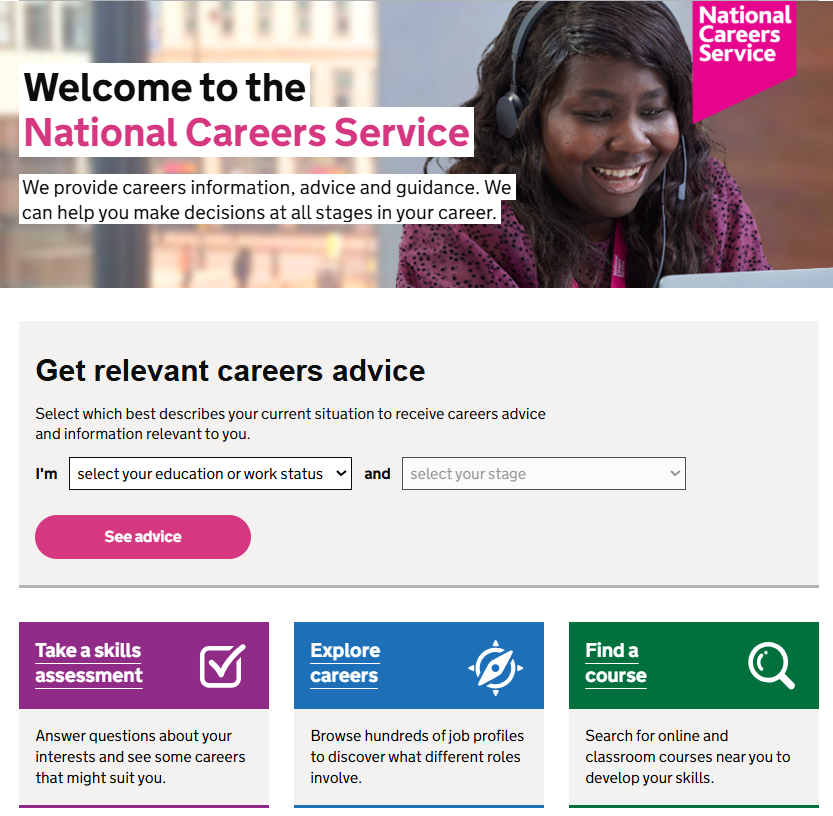 National
Careers
Service
Welcome to the
National Careers Service
We provide careers information, advice and guidance. We
can help you make decisions at all stages in your career.
Get relevant careers advice
Select which best describes your current situation to receive careers advice
and information relevant to you.
I'm select your education or work status and select your stage
See advice
Take a skills
assessment
Answer questions about your
interests and see some careers
that might suit you.
Explore
careers
Browse hundreds of job profiles
to discover what different roles
involve.
Find a
course
Search for online and
classroom courses near you to
develop your skills.